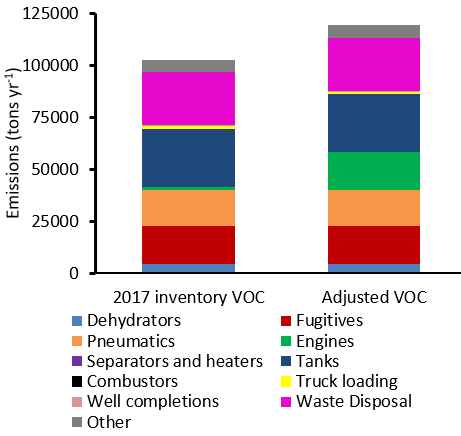 125000
100000
75000
50000
25000
0
Emissions (tons yr⁻¹)
2017 inventory VOC Adjusted VOC
Dehydrators Fugitives
Pneumatics Engines
Separators and heaters Tanks
Combustors Truck loading
Well completions Waste Disposal
Other